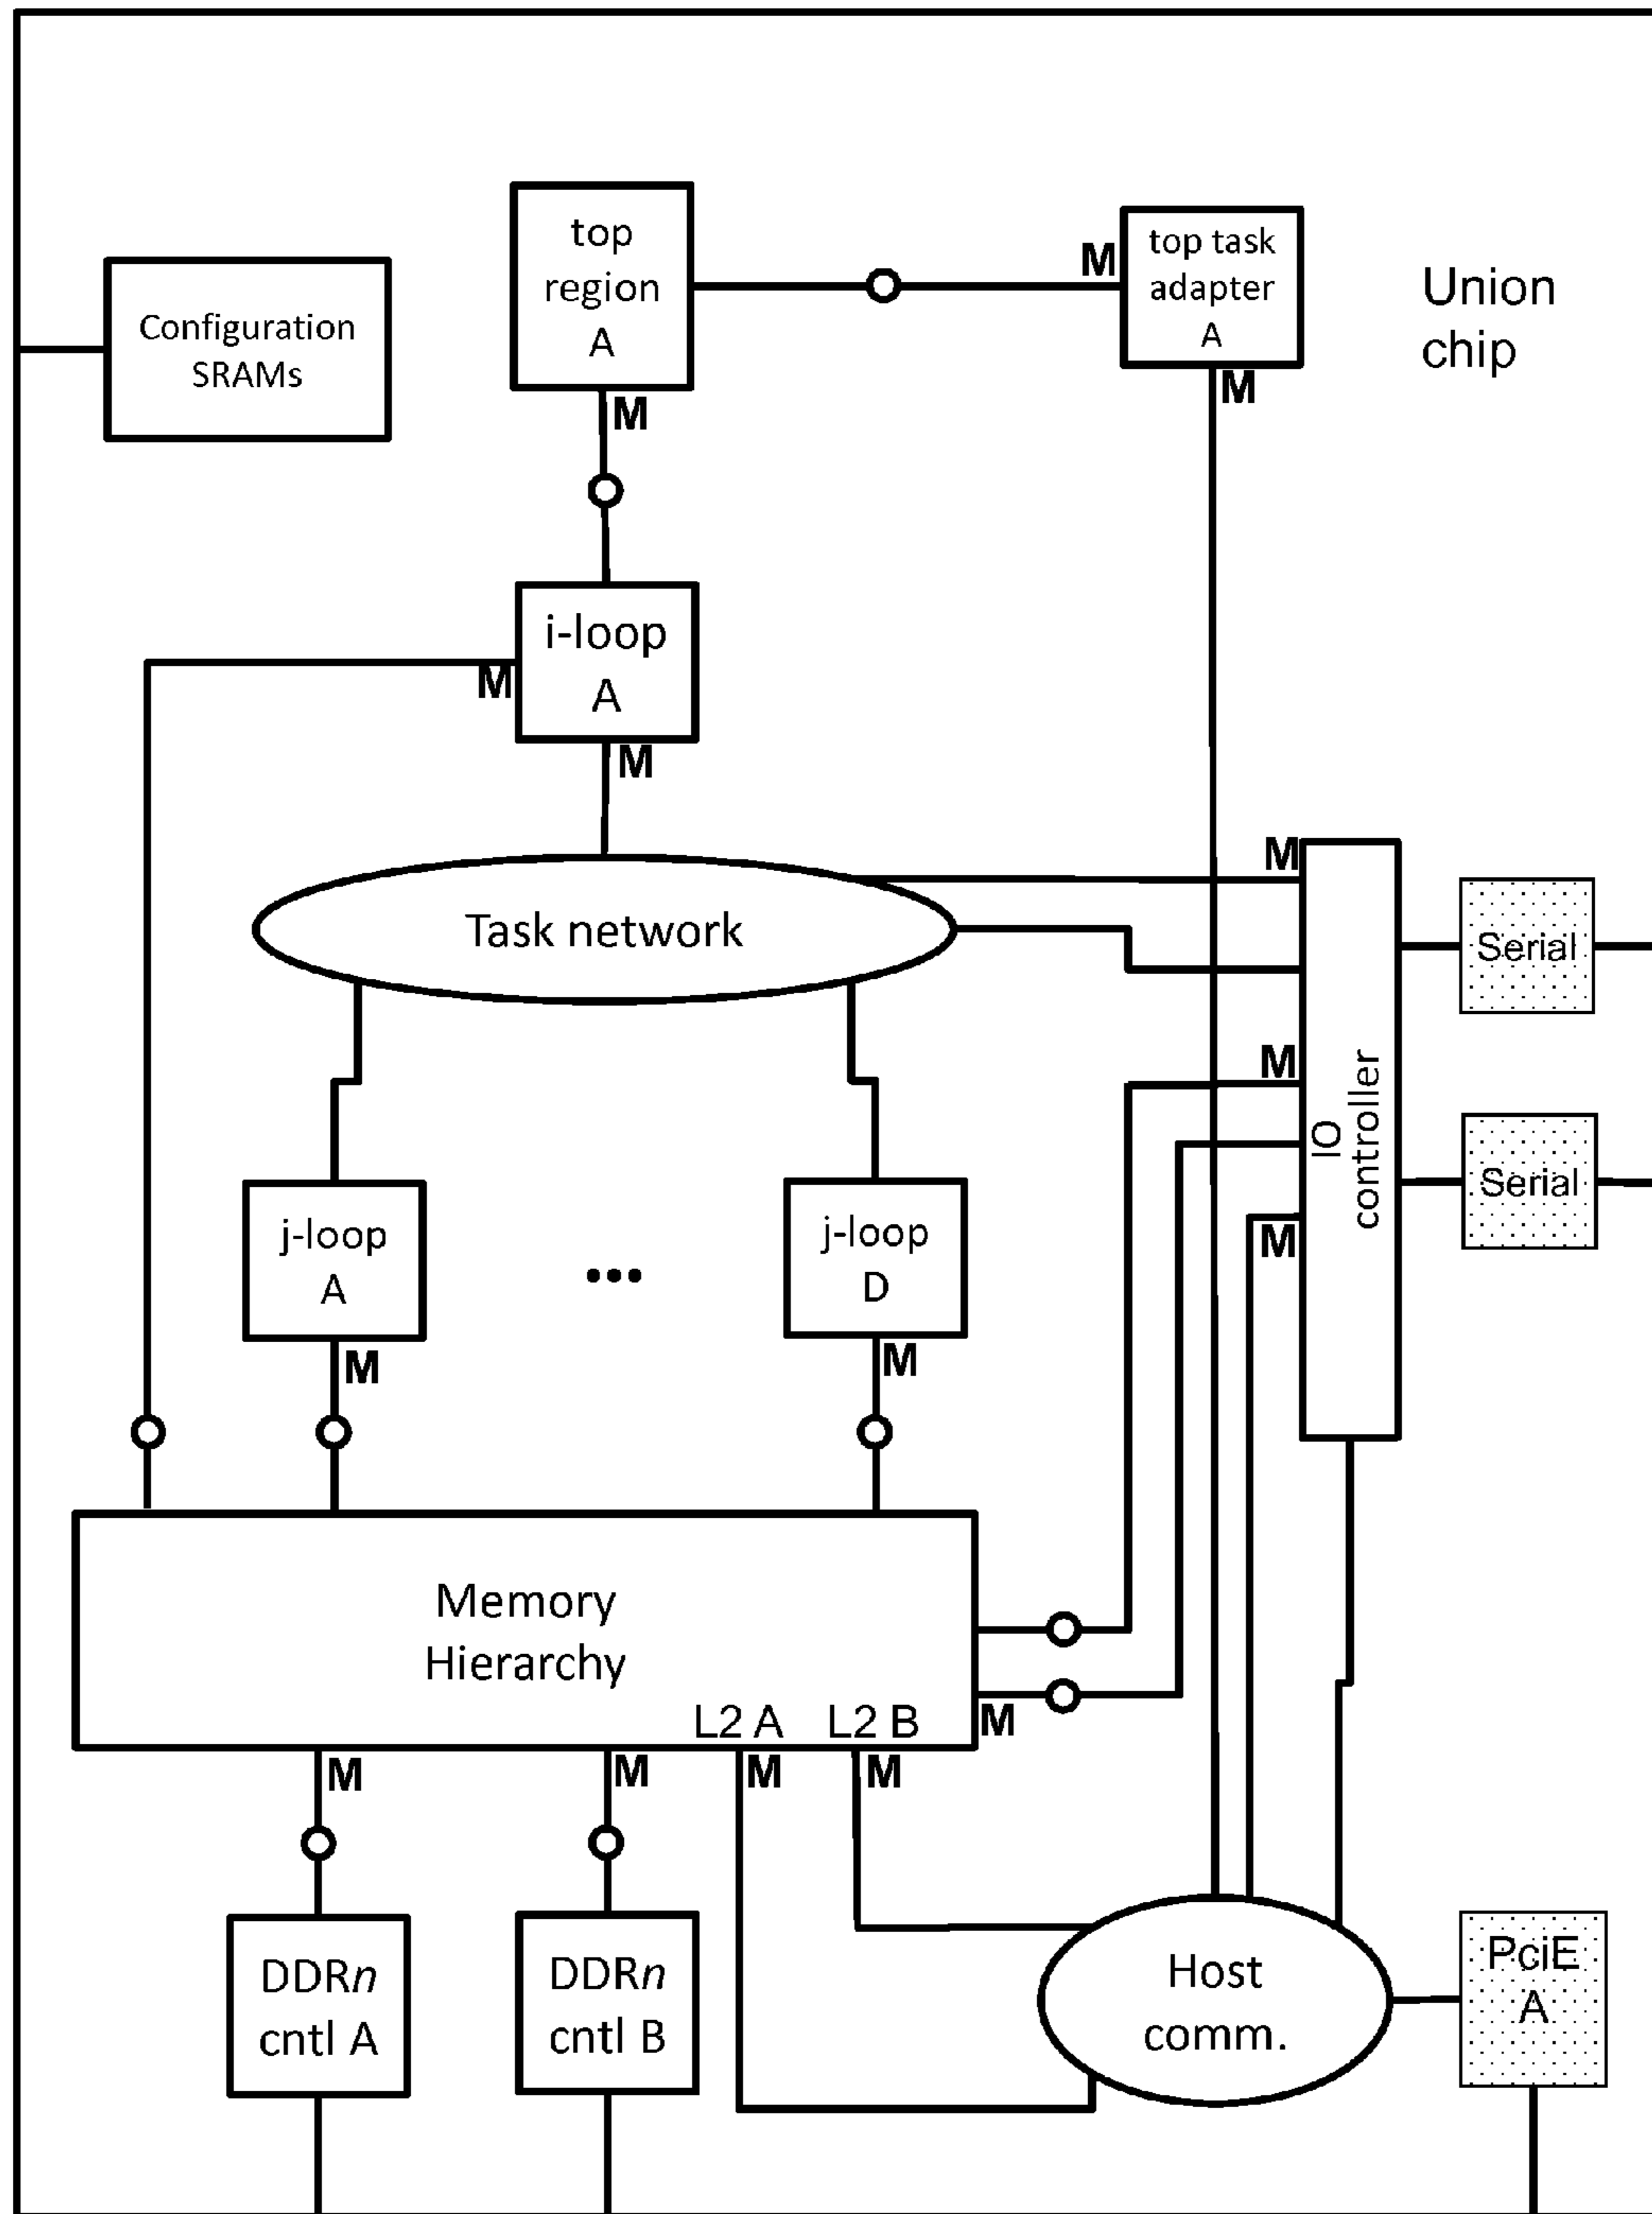 top
region
A
M
top task
adapter
A
Union
chip
Configuration
SRAMs
M
M
i-loop
A
M
M
Task network
M
Serial
M
IO
controller
Serial
M
j-loop
A
...
j-loop
D
M
M
Memory
Hierarchy
L2 A
L2 B
M
M
M
M
M
DDRn
cntl A
DDRn
cntl B
Host
comm.
PciE
A